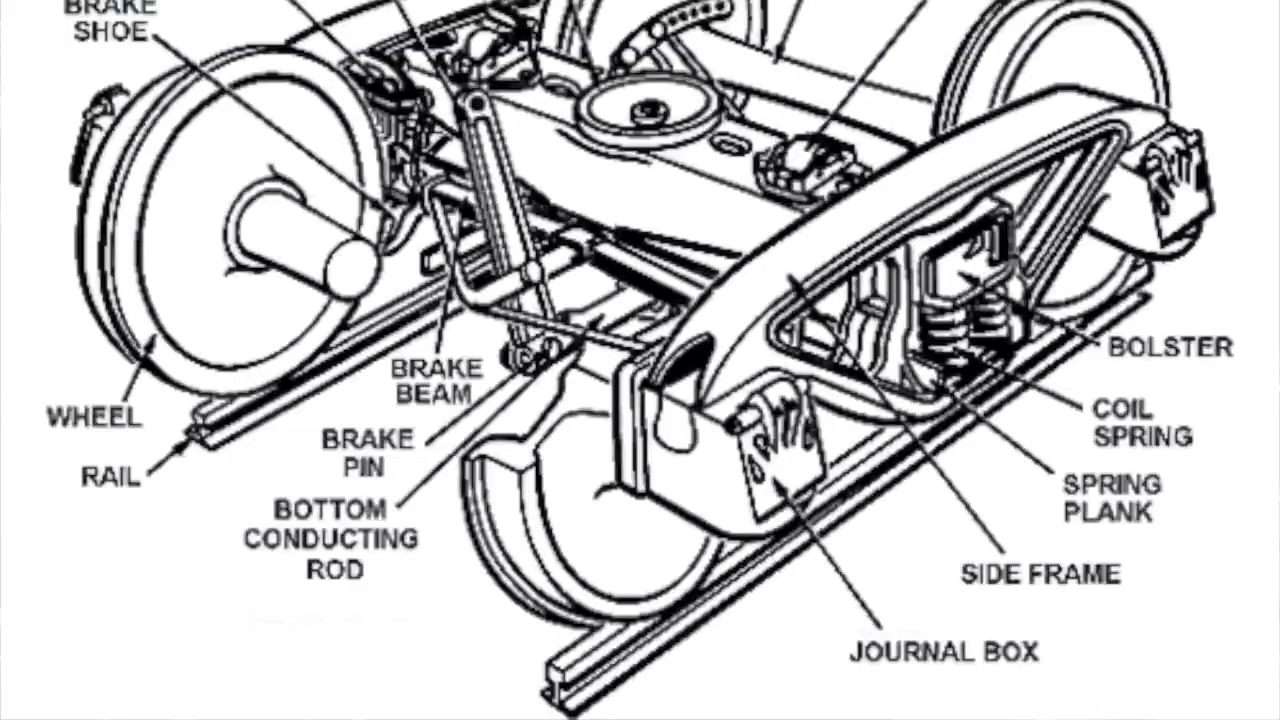 BRAKE
SHOE
WHEEL
RAIL
BRAKE
BEAM
BRAKE
PIN
BOTTOM
CONDUCTING
ROD
BOLSTER
COIL
SPRING
SPRING
PLANK
SIDE FRAME
JOURNAL BOX